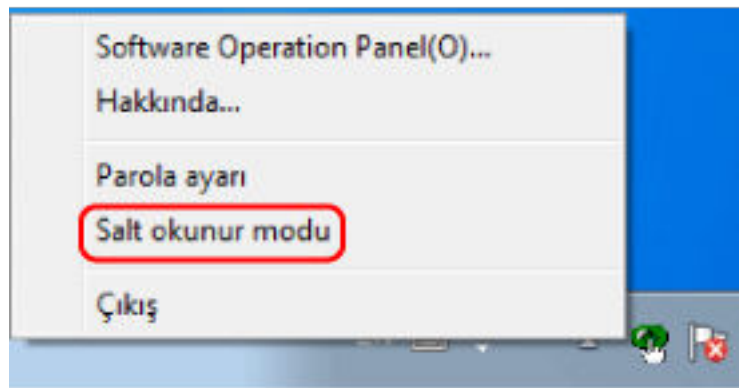 Software Operation Panel(O)...
Hakkında...
Parola ayarı
Salt okunur modu
Çıkış